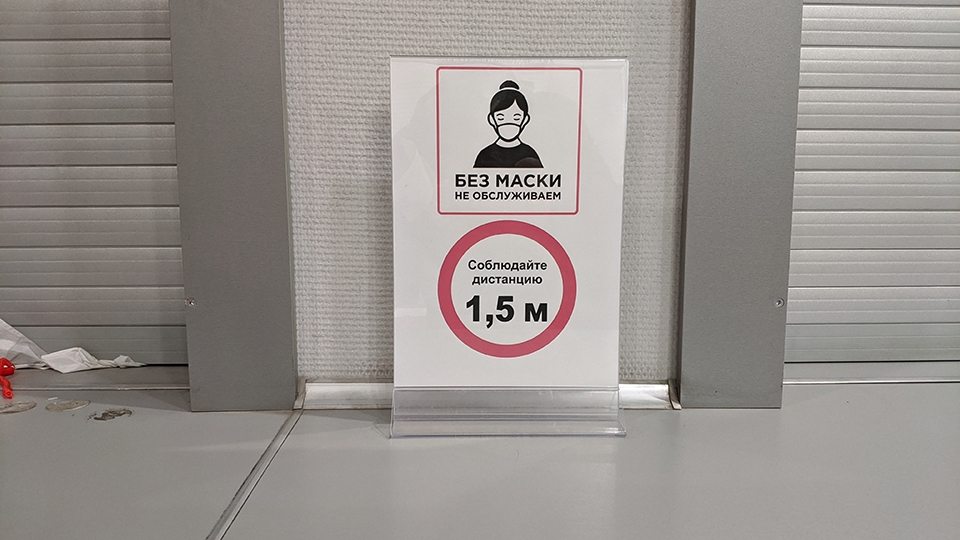 БЕЗ МАСКИ
НЕ ОБСЛУЖИВАЕМ
Соблюдайте
дистанцию
1,5 м